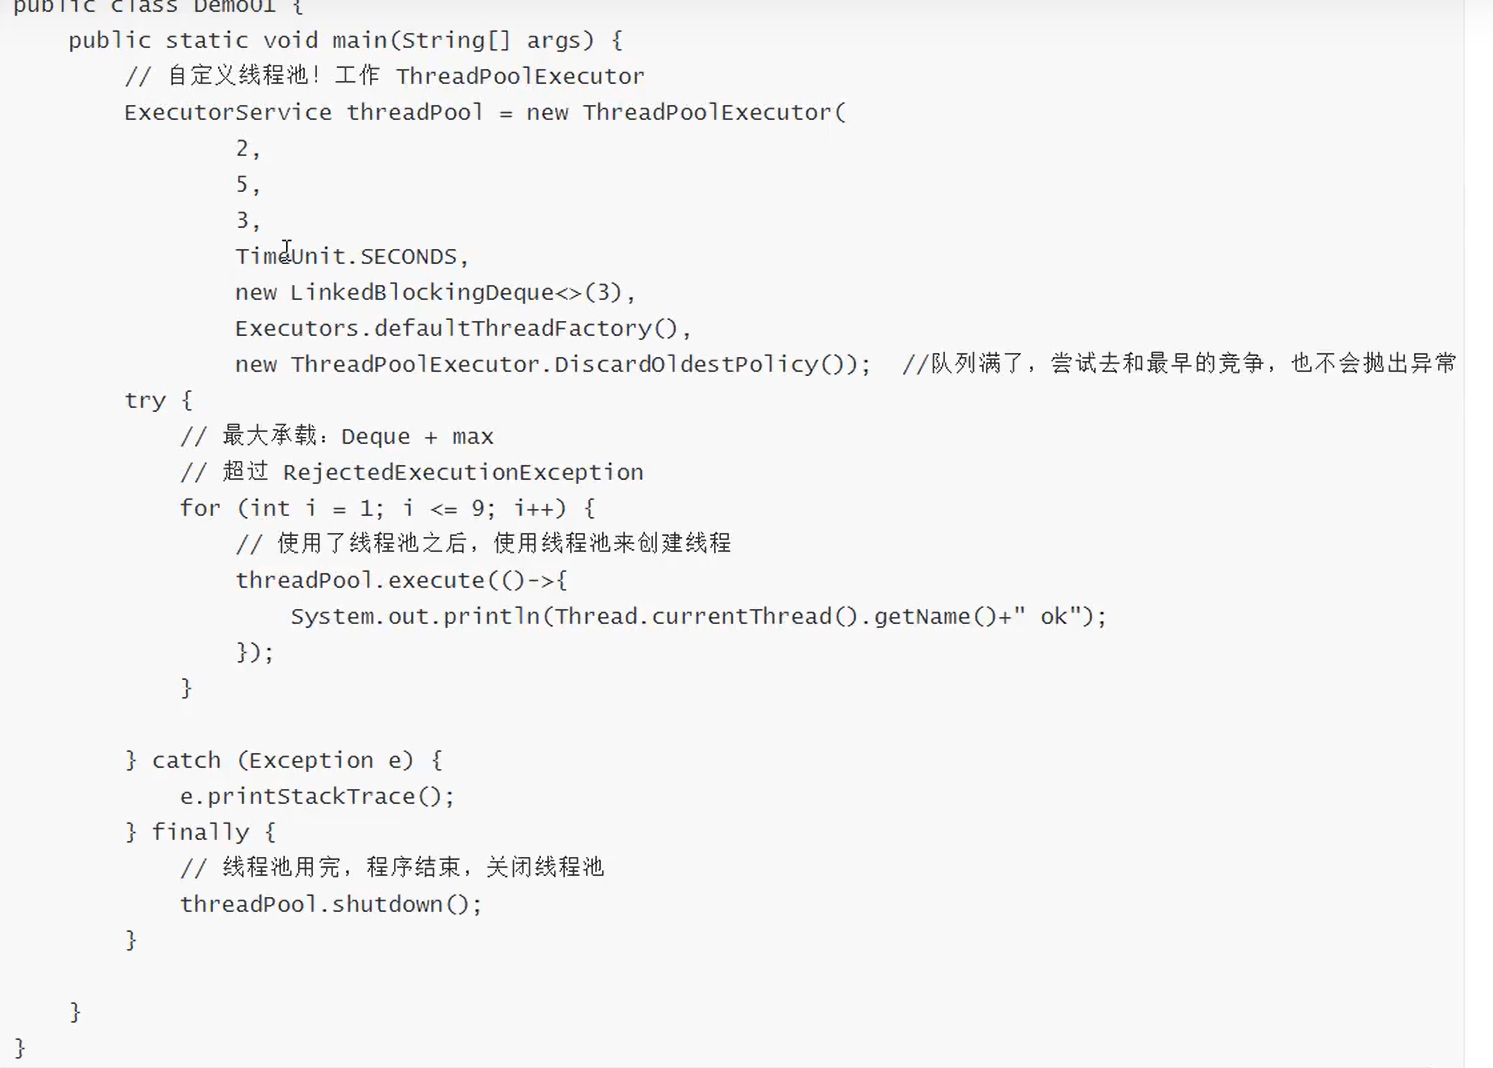 public class Demo01 {
    public static void main(String[] args) {
        // 自定义线程池！工作 ThreadPoolExecutor
        ExecutorService threadPool = new ThreadPoolExecutor(
                2,
                5,
                3,
                TimeUnit.SECONDS,
                new LinkedBlockingDeque<>(3),
                Executors.defaultThreadFactory(),
                new ThreadPoolExecutor.DiscardOldestPolicy());  //队列满了，尝试去和最早的竞争，也不会抛出异常
        try {
            // 最大承载：Deque + max
            // 超过 RejectedExecutionException
            for (int i = 1; i <= 9; i++) {
                // 使用了线程池之后，使用线程池来创建线程
                threadPool.execute(()->{
                    System.out.println(Thread.currentThread().getName()+" ok");
                });
            }

        } catch (Exception e) {
            e.printStackTrace();
        } finally {
            // 线程池用完，程序结束，关闭线程池
            threadPool.shutdown();
        }

    }
}